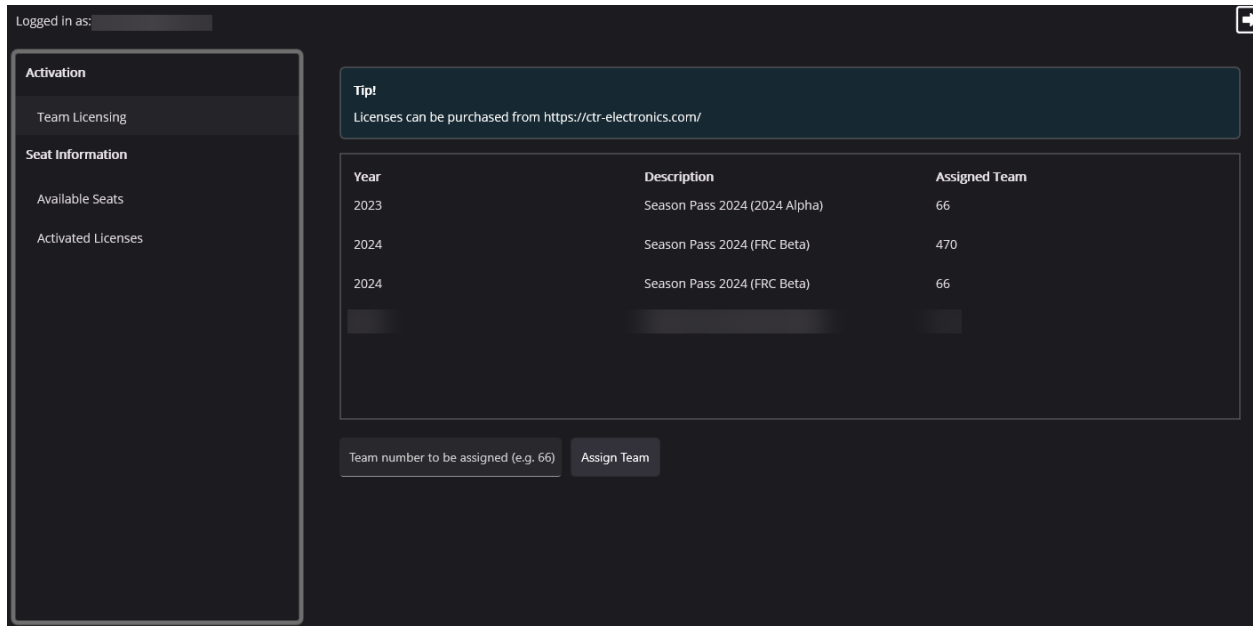 Logged in as:
Activation
Team Licensing
Seat Information
Available Seats
Activated Licenses
Tip!
Licenses can be purchased from https://ctr-electronics.com/
Year Description Assigned Team
2023 Season Pass 2024 (2024 Alpha) 66
2024 Season Pass 2024 (FRC Beta) 470
2024 Season Pass 2024 (FRC Beta) 66
Team number to be assigned (e.g. 66) Assign Team